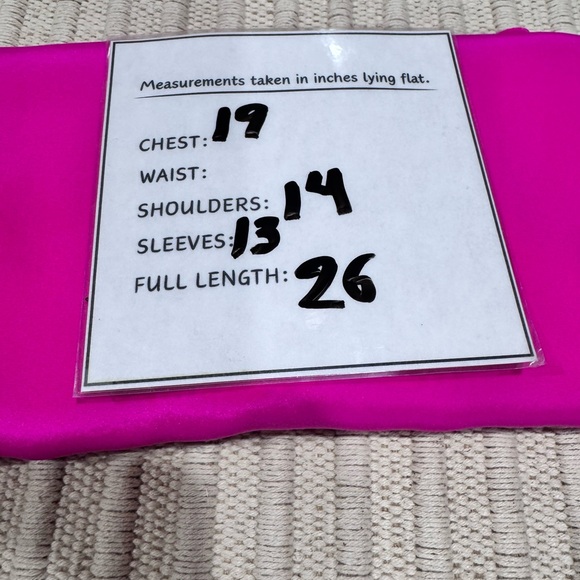 Measurements taken in inches lying flat.
CHEST: 19
WAIST:
SHOULDERS: 14
SLEEVES: 13
FULL LENGTH: 26